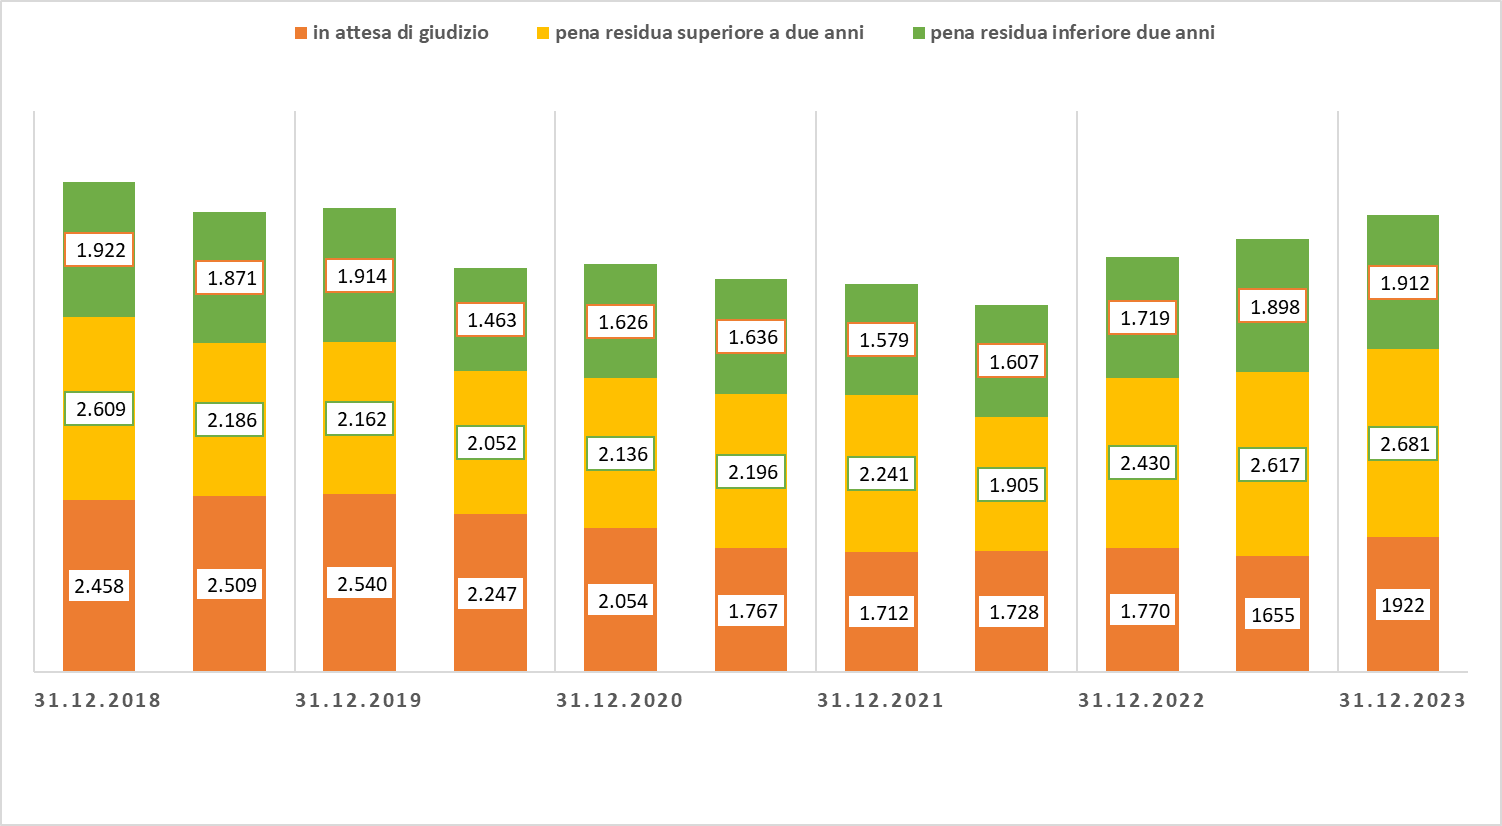 in attesa di giudizio pena residua superiore a due anni pena residua inferiore due anni
1.922 1.871 1.914 1.463 1.626 1.636 1.579 1.607 1.719 1.898 1.912
2.609 2.186 2.162 2.052 2.136 2.196 2.241 1.905 2.430 2.617 2.681
2.458 2.509 2.540 2.247 2.054 1.767 1.712 1.728 1.770 1655 1922
31.12.2018 31.12.2019 31.12.2020 31.12.2021 31.12.2022 31.12.2023